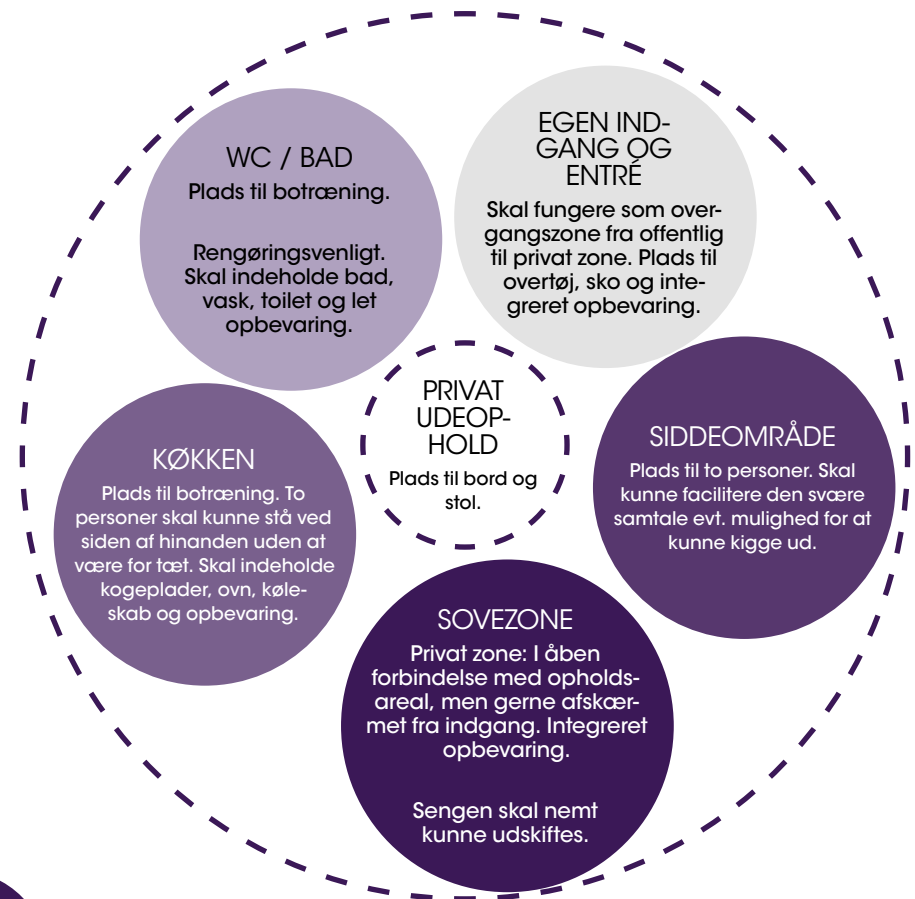 WC / BAD
Plads til botræning.
Rengøringsvenligt.
Skal indeholde bad,
vask, toilet og let
opbevaring.
EGEN IND-
GANG OG
ENTRÉ
Skal fungere som over-
gangszone fra offentlig
til privat zone. Plads til
overtøj, sko og inte-
greret opbevaring.
PRIVAT
UDEOP-
HOLD
Plads til bord og
stol.
KØKKEN
Plads til botræning. To
personer skal kunne stå ved
siden af hinanden uden at
være for tæt. Skal indeholde
kogeplader, ovn, køle-
skab og opbevaring.
SIDDEOMRÅDE
Plads til to personer. Skal
kunne facilitere den svære
samtale evt. mulighed for at
kunne kigge ud.
SOVEZONE
Privat zone: I åben
forbindelse med opholds-
areal, men gerne afskær-
met fra indgang. Integreret
opbevaring.
Sengen skal nemt
kunne udskiftes.